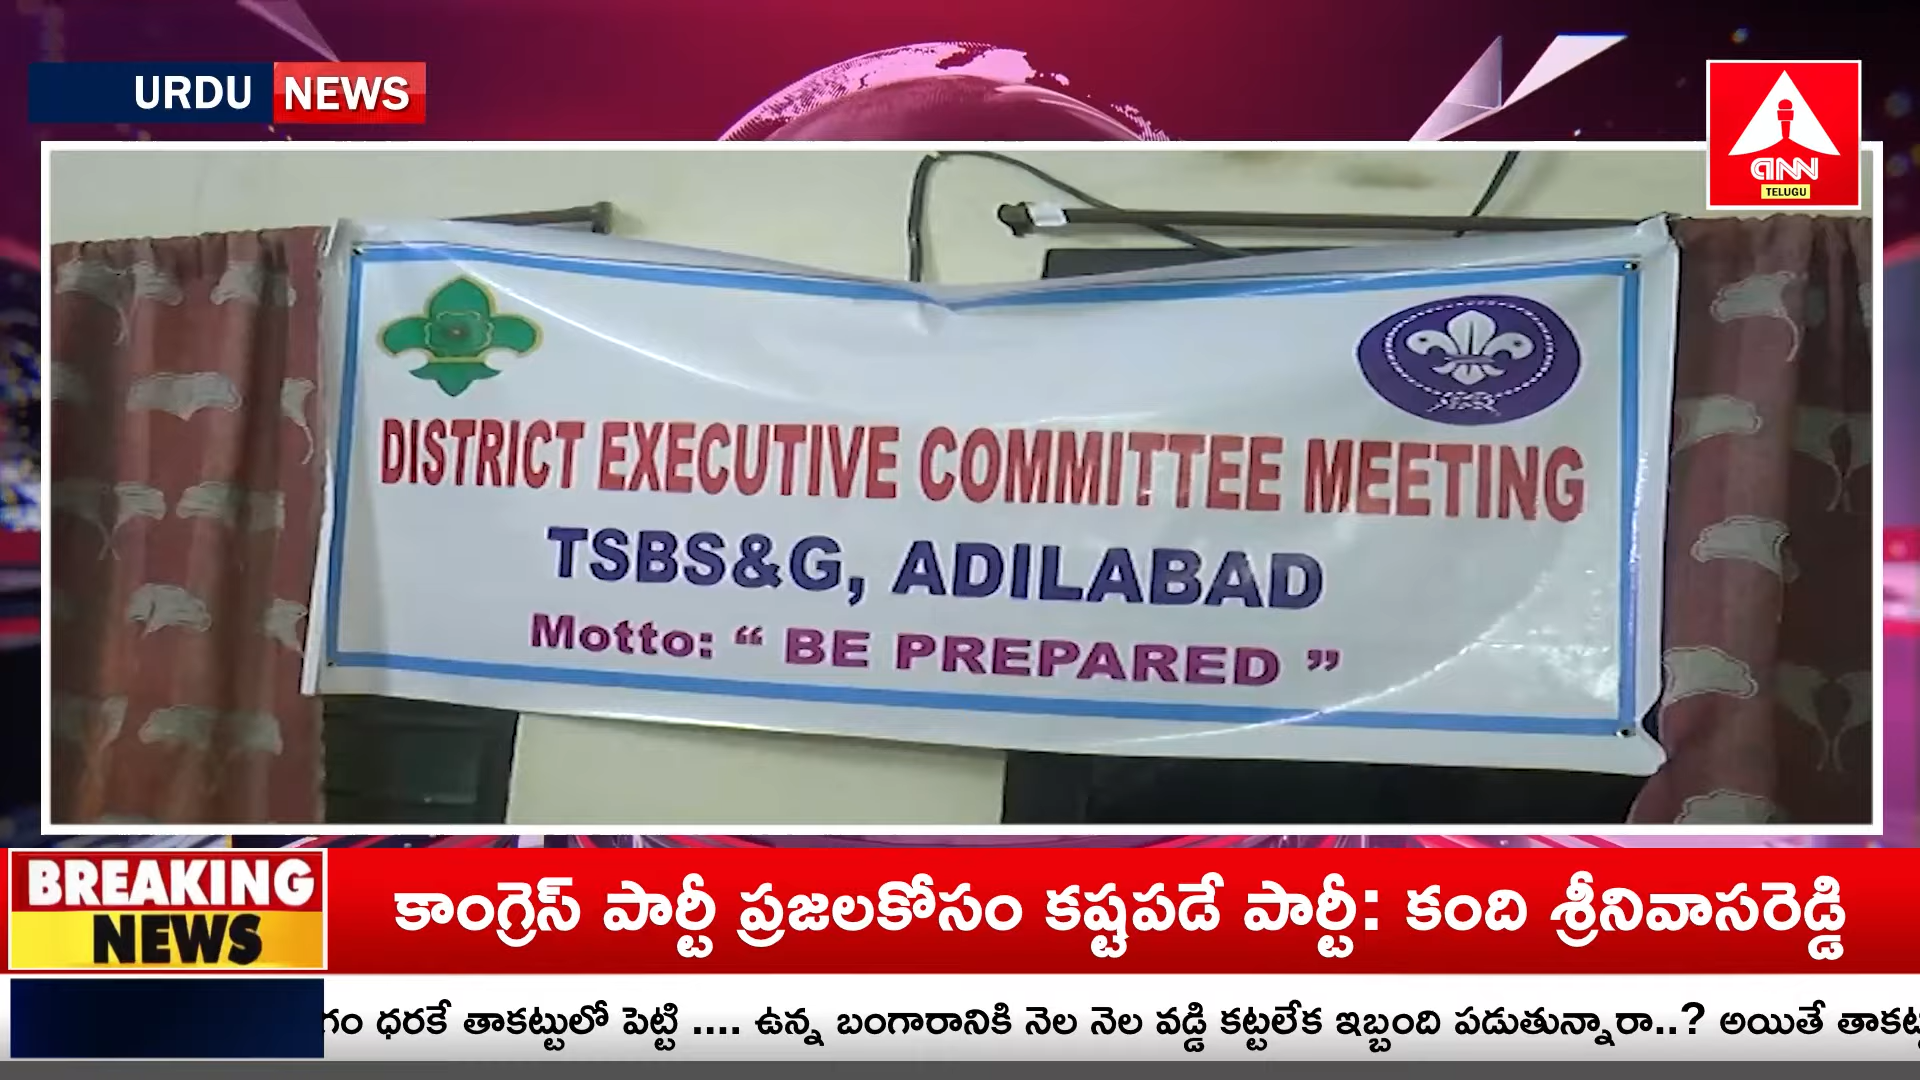 URDU NEWS
ANN
TELUGU
DISTRICT EXECUTIVE COMMITTEE MEETING
TSBS&G, ADILABAD
Motto: “ BE PREPARED ”
BREAKING
NEWS
కాంగ్రెస్ పార్టీ ప్రజలకోసం కష్టపడే పార్టీ: కంది శ్రీనివాసరెడ్డి
ధరకే తాకట్టులో పెట్టి .... ఉన్న బంగారానికి నెల నెల వడ్డి కట్టలేక ఇబ్బంది పడుతున్నారా..? అయితే